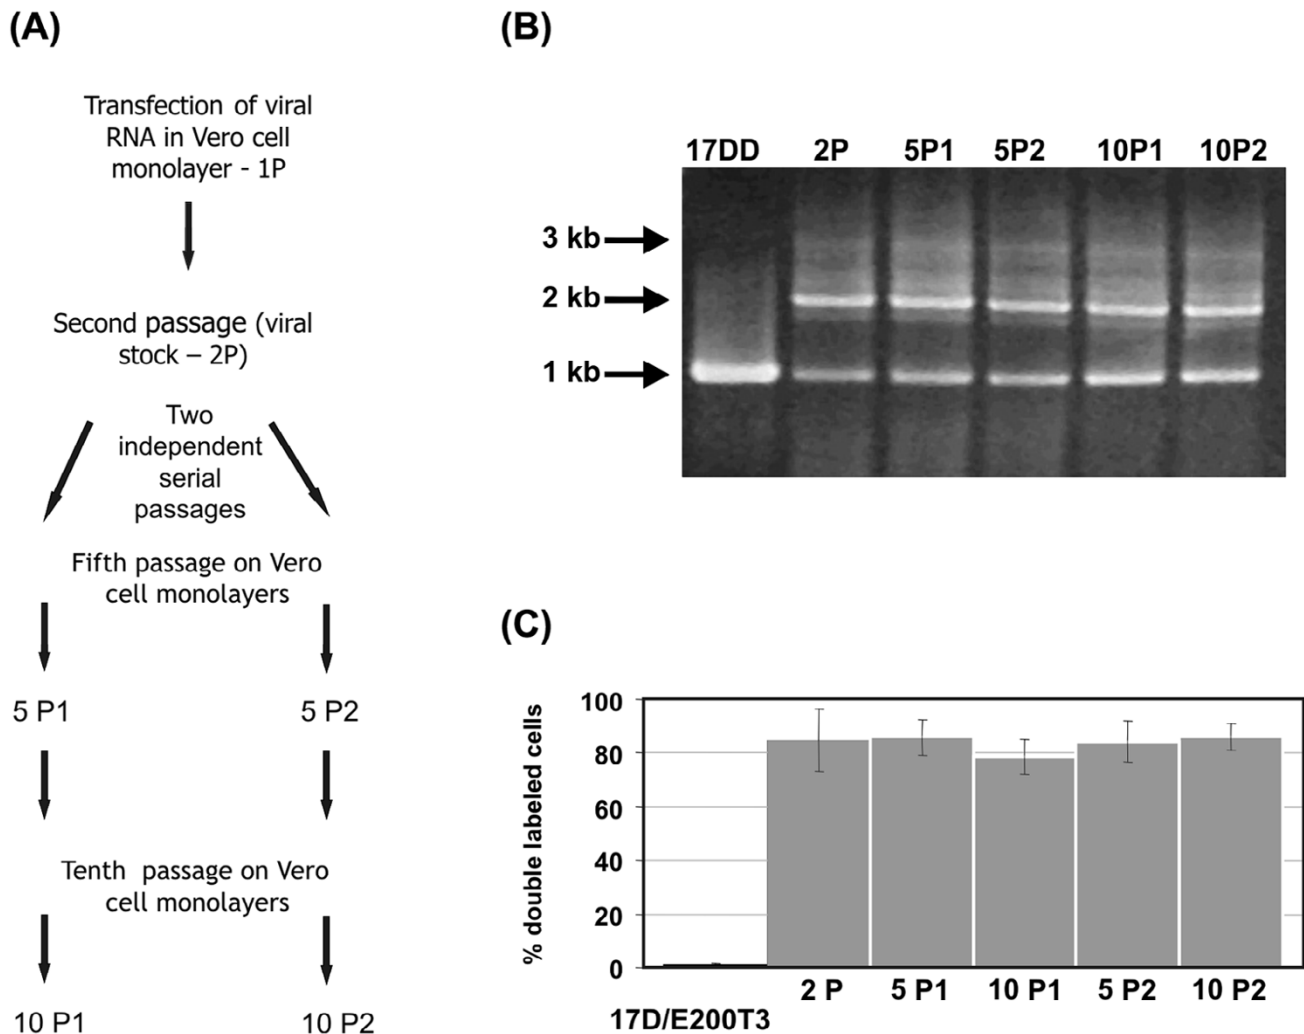 (A)
Transfection of viral
RNA in Vero cell
monolayer - 1P
Second passage (viral
stock – 2P)
Two
independent
serial
passages
Fifth passage on Vero
cell monolayers
5 P1
5 P2
Tenth passage on Vero
cell monolayers
10 P1
10 P2
(B)
17DD 2P 5P1 5P2 10P1 10P2
3 kb
2 kb
1 kb
(C)
% double labeled cells
100
80
60
40
20
0
2 P 5 P1 10 P1 5 P2 10 P2
17D/E200T3